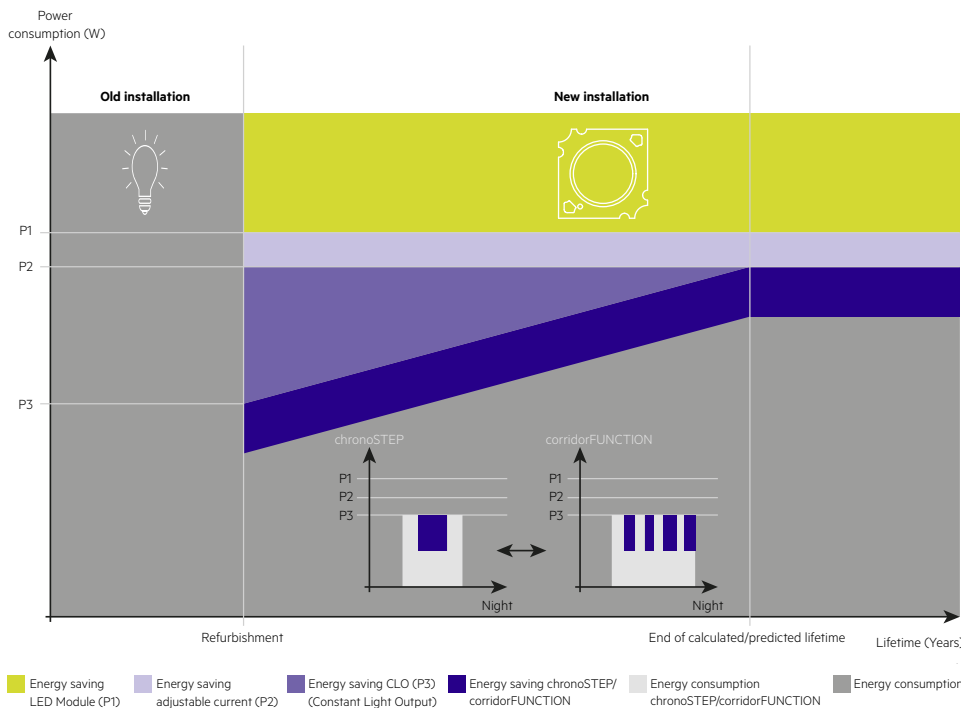 Power
consumption (W)
Old installation
New installation
P1
P2
P3
chronoSTEP
corridorFUNCTION
P1
P2
P3
P1
P2
P3
Night
Night
Refurbishment
End of calculated/predicted lifetime
Lifetime (Years)
Energy saving
LED Module (P1)
Energy saving
adjustable current (P2)
Energy saving CLO (P3)
(Constant Light Output)
Energy saving chronoSTEP/
corridorFUNCTION
Energy consumption
chronoSTEP/corridorFUNCTION
Energy consumption